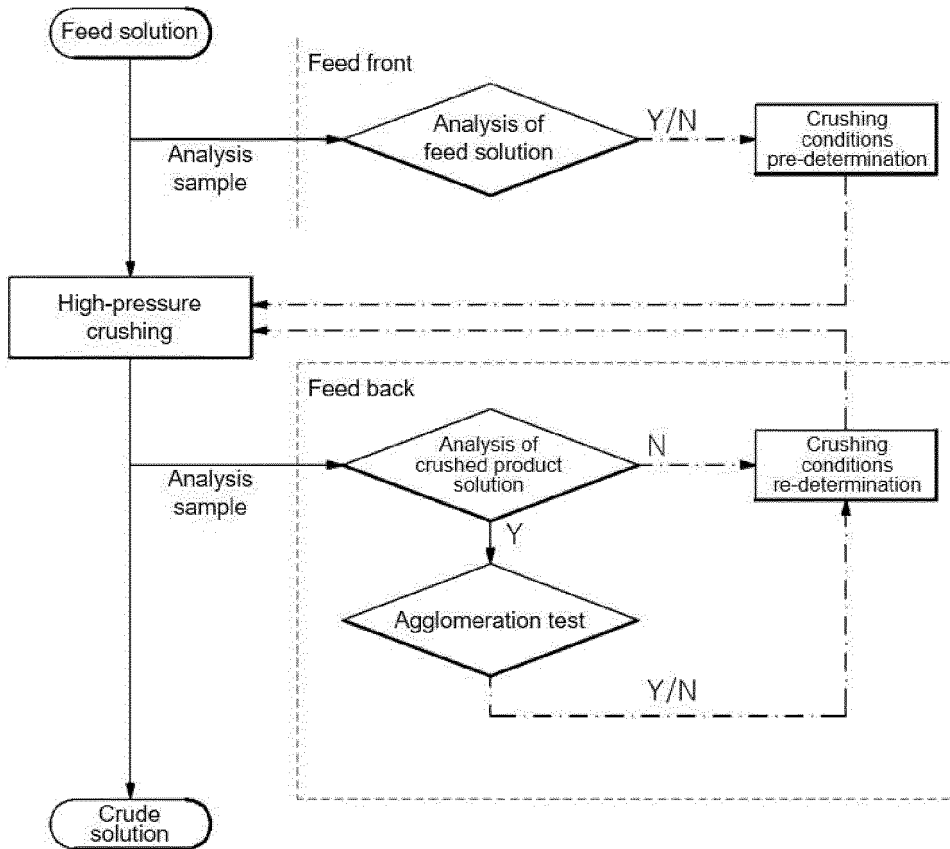 Feed solution
Feed front
Analysis of
feed solution
Y/N
Crushing
conditions
pre-determination
Analysis
sample
High-pressure
crushing
Feed back
Analysis of
crushed product
solution
N
Crushing
conditions
re-determination
Analysis
sample
Y
Agglomeration test
Y/N
Crude
solution